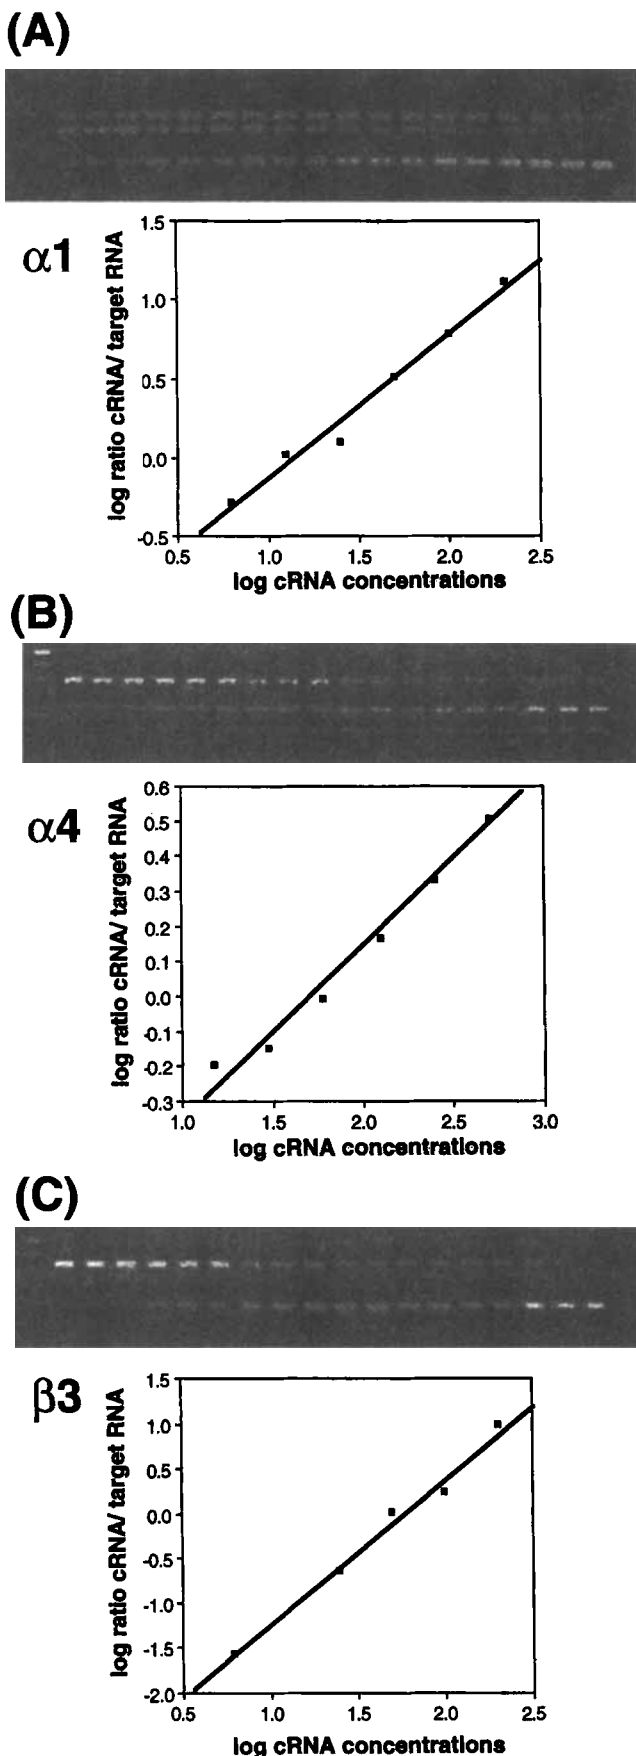 (A)
α1
log ratio cRNA/ target RNA
1.5
1.0
0.5
0.0
-0.5
0.5 1.0 1.5 2.0 2.5
log cRNA concentrations
(B)
α4
log ratio cRNA/ target RNA
0.6
0.5
0.4
0.3
0.2
0.1
0.0
-0.1
-0.2
-0.3
1.0 1.5 2.0 2.5 3.0
log cRNA concentrations
(C)
β3
log ratio cRNA/ target RNA
1.5
1.0
0.5
0.0
-0.5
-1.0
-1.5
-2.0
0.5 1.0 1.5 2.0 2.5
log cRNA concentrations